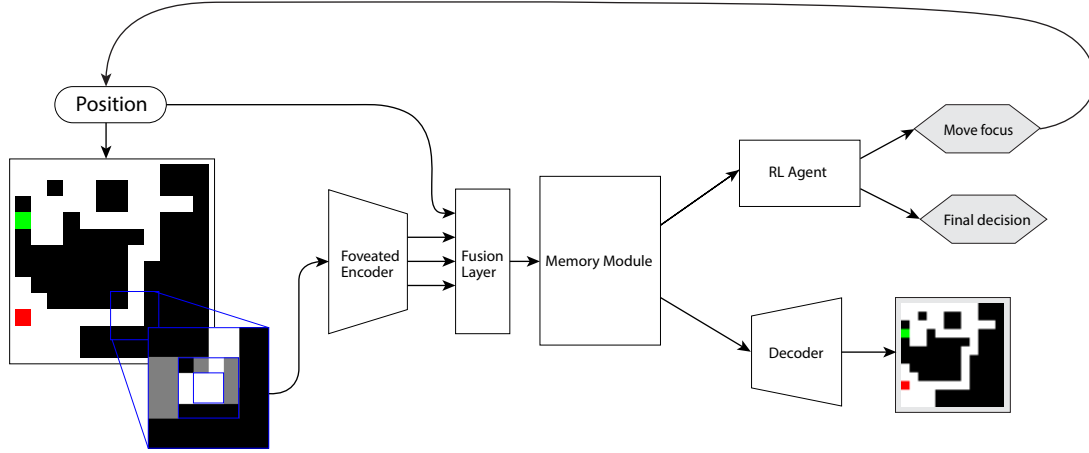 Position
Move focus
RL Agent
Final decision
Foveated
Encoder
Fusion
Layer
Memory Module
Decoder